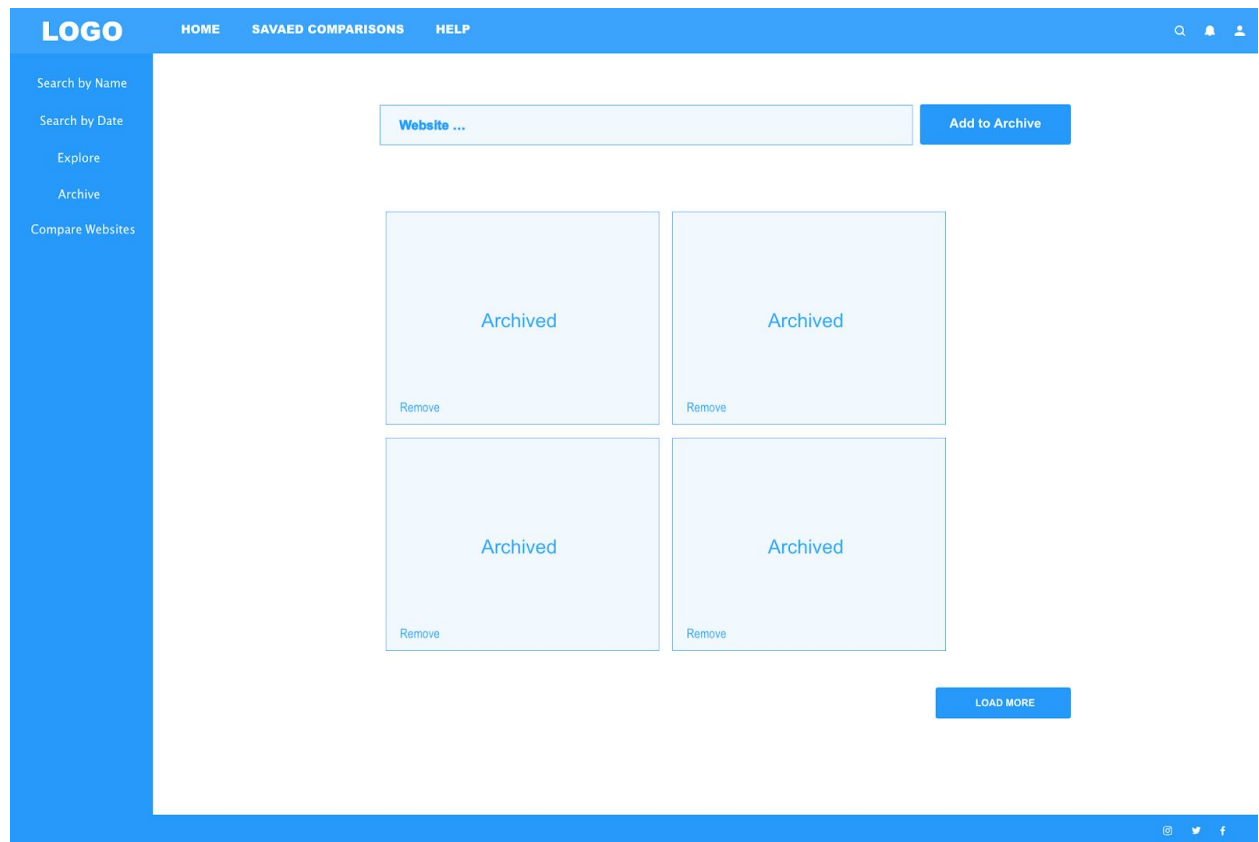 LOGO
HOME SAVAED COMPARISONS HELP
Search by Name
Search by Date
Explore
Archive
Compare Websites
Website ...
Add to Archive
Archived
Remove
Archived
Remove
Archived
Remove
Archived
Remove
LOAD MORE